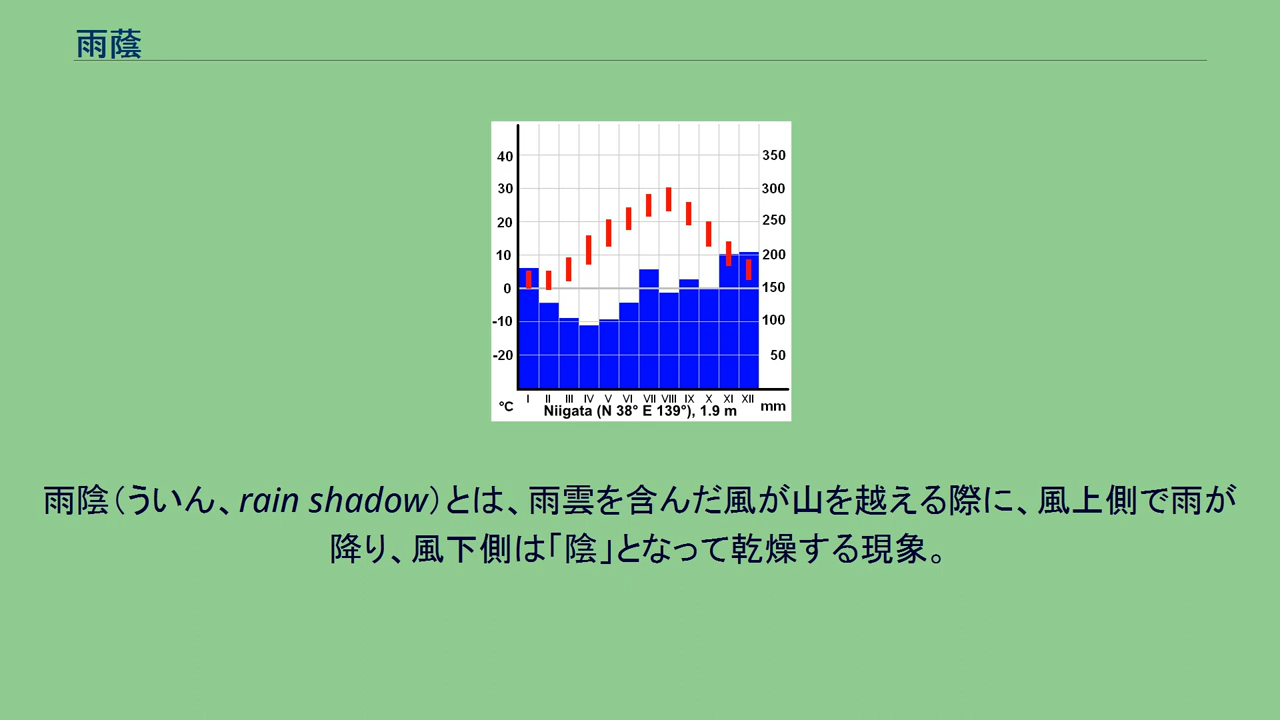 雨蔭
40 350
30 300
20 250
10 200
0 150
-10 100
-20 50
I II III IV V VI VII VIII IX X XI XII
°C Niigata (N 38° E 139°), 1.9 m mm
雨陰（ういん、rain shadow）とは、雨雲を含んだ風が山を越える際に、風上側で雨が
降り、風下側は「陰」となって乾燥する現象。